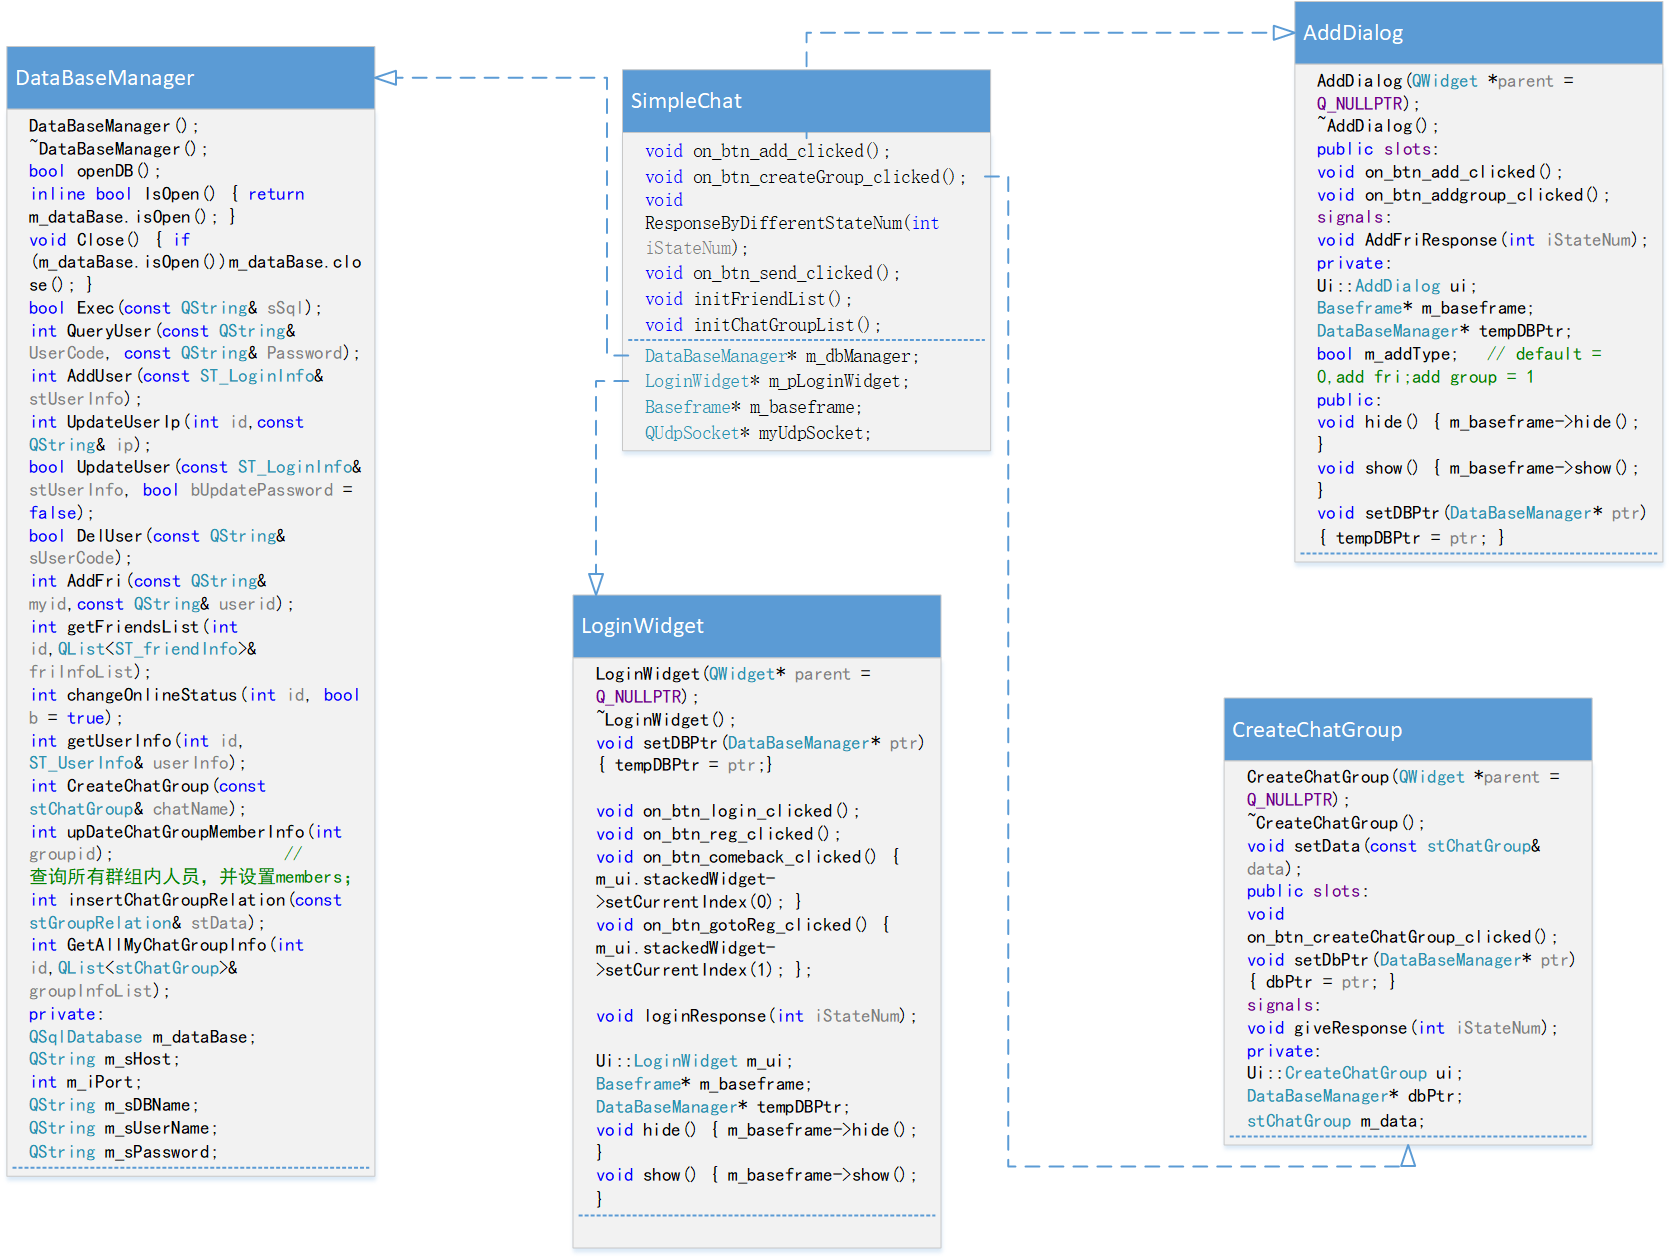 DataBaseManager
DataBaseManager();
~DataBaseManager();
bool openDB();
inline bool IsOpen() { return
m_dataBase.isOpen(); }
void Close() { if
(m_dataBase.isOpen())m_dataBase.clo
se(); }
bool Exec(const QString& sSql);
int QueryUser(const QString&
UserCode, const QString& Password);
int AddUser(const ST_LoginInfo&
stUserInfo);
int UpdateUserIp(int id,const
QString& ip);
bool UpdateUser(const ST_LoginInfo&
stUserInfo, bool bUpdatePassword =
false);
bool DelUser(const QString&
sUserCode);
int AddFri(const QString&
myid,const QString& userid);
int getFriendsList(int
id,QList<ST_friendInfo>&
friInfoList);
int changeOnlineStatus(int id, bool
b = true);
int getUserInfo(int id,
ST_UserInfo& userInfo);
int CreateChatGroup(const
stChatGroup& chatName);
int upDateChatGroupMemberInfo(int
groupid); //
查询所有群组内人员，并设置members;
int insertChatGroupRelation(const
stGroupRelation& stData);
int GetAllMyChatGroupInfo(int
id,QList<stChatGroup>&
groupInfoList);
private:
QSqlDatabase m_dataBase;
QString m_sHost;
int m_iPort;
QString m_sDBName;
QString m_sUserName;
QString m_sPassword;
SimpleChat
void on_btn_add_clicked();
void on_btn_createGroup_clicked();
void
ResponseByDifferentStateNum(int
iStateNum);
void on_btn_send_clicked();
void initFriendList();
void initChatGroupList();
DataBaseManager* m_dbManager;
LoginWidget* m_pLoginWidget;
Baseframe* m_baseframe;
QUdpSocket* myUdpSocket;
LoginWidget
LoginWidget(QWidget* parent =
Q_NULLPTR);
~LoginWidget();
void setDBPtr(DataBaseManager* ptr)
{ tempDBPtr = ptr;}
void on_btn_login_clicked();
void on_btn_reg_clicked();
void on_btn_comeback_clicked() {
m_ui.stackedWidget-
>setCurrentIndex(0); }
void on_btn_gotoReg_clicked() {
m_ui.stackedWidget-
>setCurrentIndex(1); };
void loginResponse(int iStateNum);
Ui::LoginWidget m_ui;
Baseframe* m_baseframe;
DataBaseManager* tempDBPtr;
void hide() { m_baseframe->hide();
}
void show() { m_baseframe->show();
}
AddDialog
AddDialog(QWidget *parent =
Q_NULLPTR);
~AddDialog();
public slots:
void on_btn_add_clicked();
void on_btn_addgroup_clicked();
signals:
void AddFriResponse(int iStateNum);
private:
Ui::AddDialog ui;
Baseframe* m_baseframe;
DataBaseManager* tempDBPtr;
bool m_addType; // default =
0,add fri;add group = 1
public:
void hide() { m_baseframe->hide();
}
void show() { m_baseframe->show();
}
void setDBPtr(DataBaseManager* ptr)
{ tempDBPtr = ptr; }
CreateChatGroup
CreateChatGroup(QWidget *parent =
Q_NULLPTR);
~CreateChatGroup();
void setData(const stChatGroup&
data);
public slots:
void
on_btn_createChatGroup_clicked();
void setDbPtr(DataBaseManager* ptr)
{ dbPtr = ptr; }
signals:
void giveResponse(int iStateNum);
private:
Ui::CreateChatGroup ui;
DataBaseManager* dbPtr;
stChatGroup m_data;